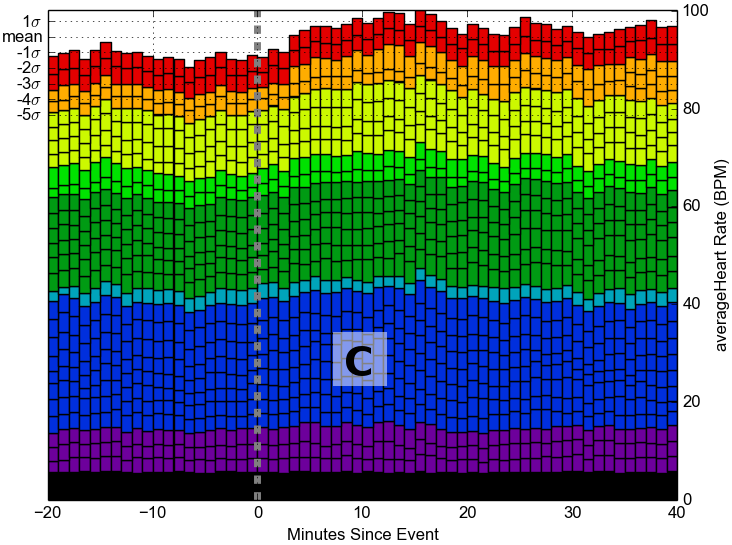 1σ
mean
-1σ
-2σ
-3σ
-4σ
-5σ
100
80
60
40
20
0
averageHeart Rate (BPM)
C
−20 −10 0 10 20 30 40
Minutes Since Event